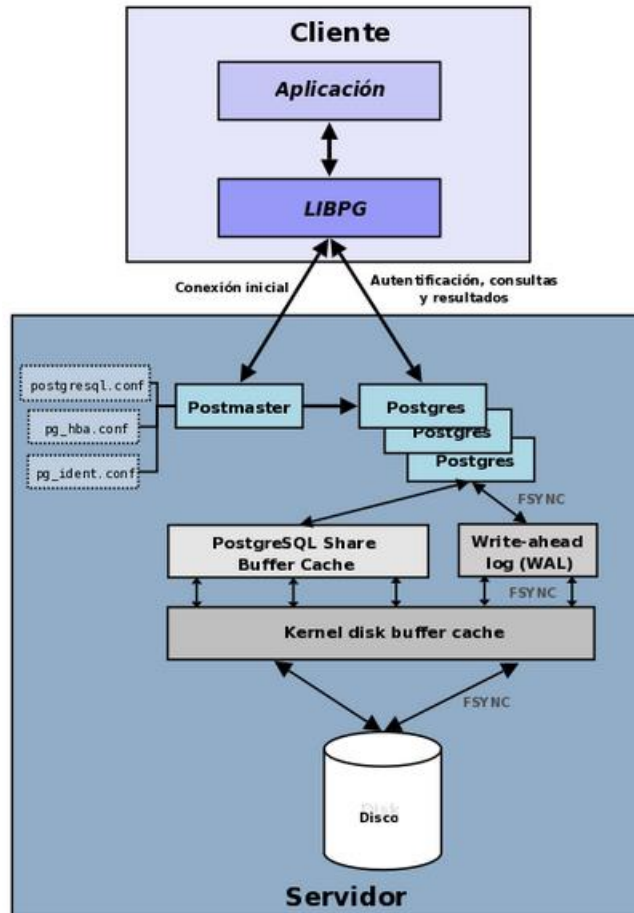 Cliente
Aplicación
LIBPG
Conexión inicial
Autentificación, consultas
y resultados
postgresql.conf
pg_hba.conf
pg_ident.conf
Postmaster
Postgres
Postgres
Postgres
FSYNC
PostgreSQL Share
Buffer Cache
Write-ahead
log (WAL)
FSYNC
Kernel disk buffer cache
FSYNC
Disk
Disco
Servidor